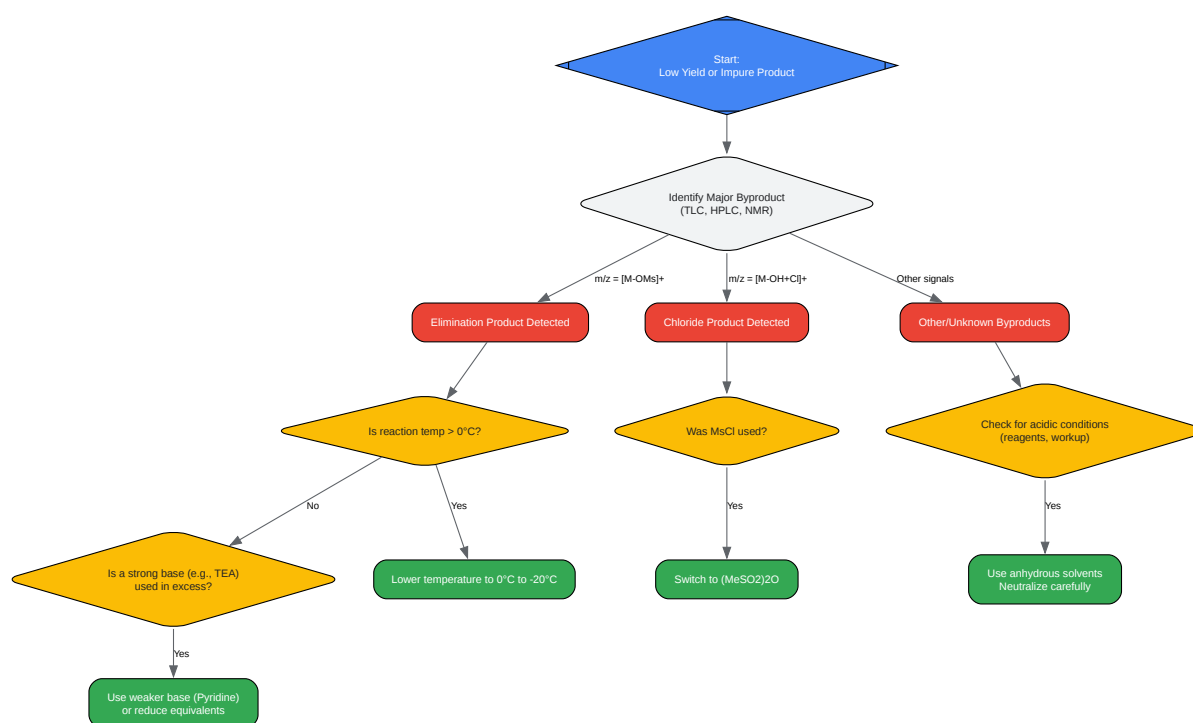 Start:
Low Yield or Impure Product
Identify Major Byproduct
(TLC, HPLC, NMR)
m/z = [M-OMs]+
m/z = [M-OH+Cl]+
Other signals
Elimination Product Detected
Chloride Product Detected
Other/Unknown Byproducts
Is reaction temp > 0°C?
Was MsCl used?
Check for acidic conditions
(reagents, workup)
No
Yes
Yes
Yes
Is a strong base (e.g., TEA)
used in excess?
Lower temperature to 0°C to -20°C
Switch to (MeSO2)2O
Use anhydrous solvents
Neutralize carefully
Yes
Use weaker base (Pyridine)
or reduce equivalents